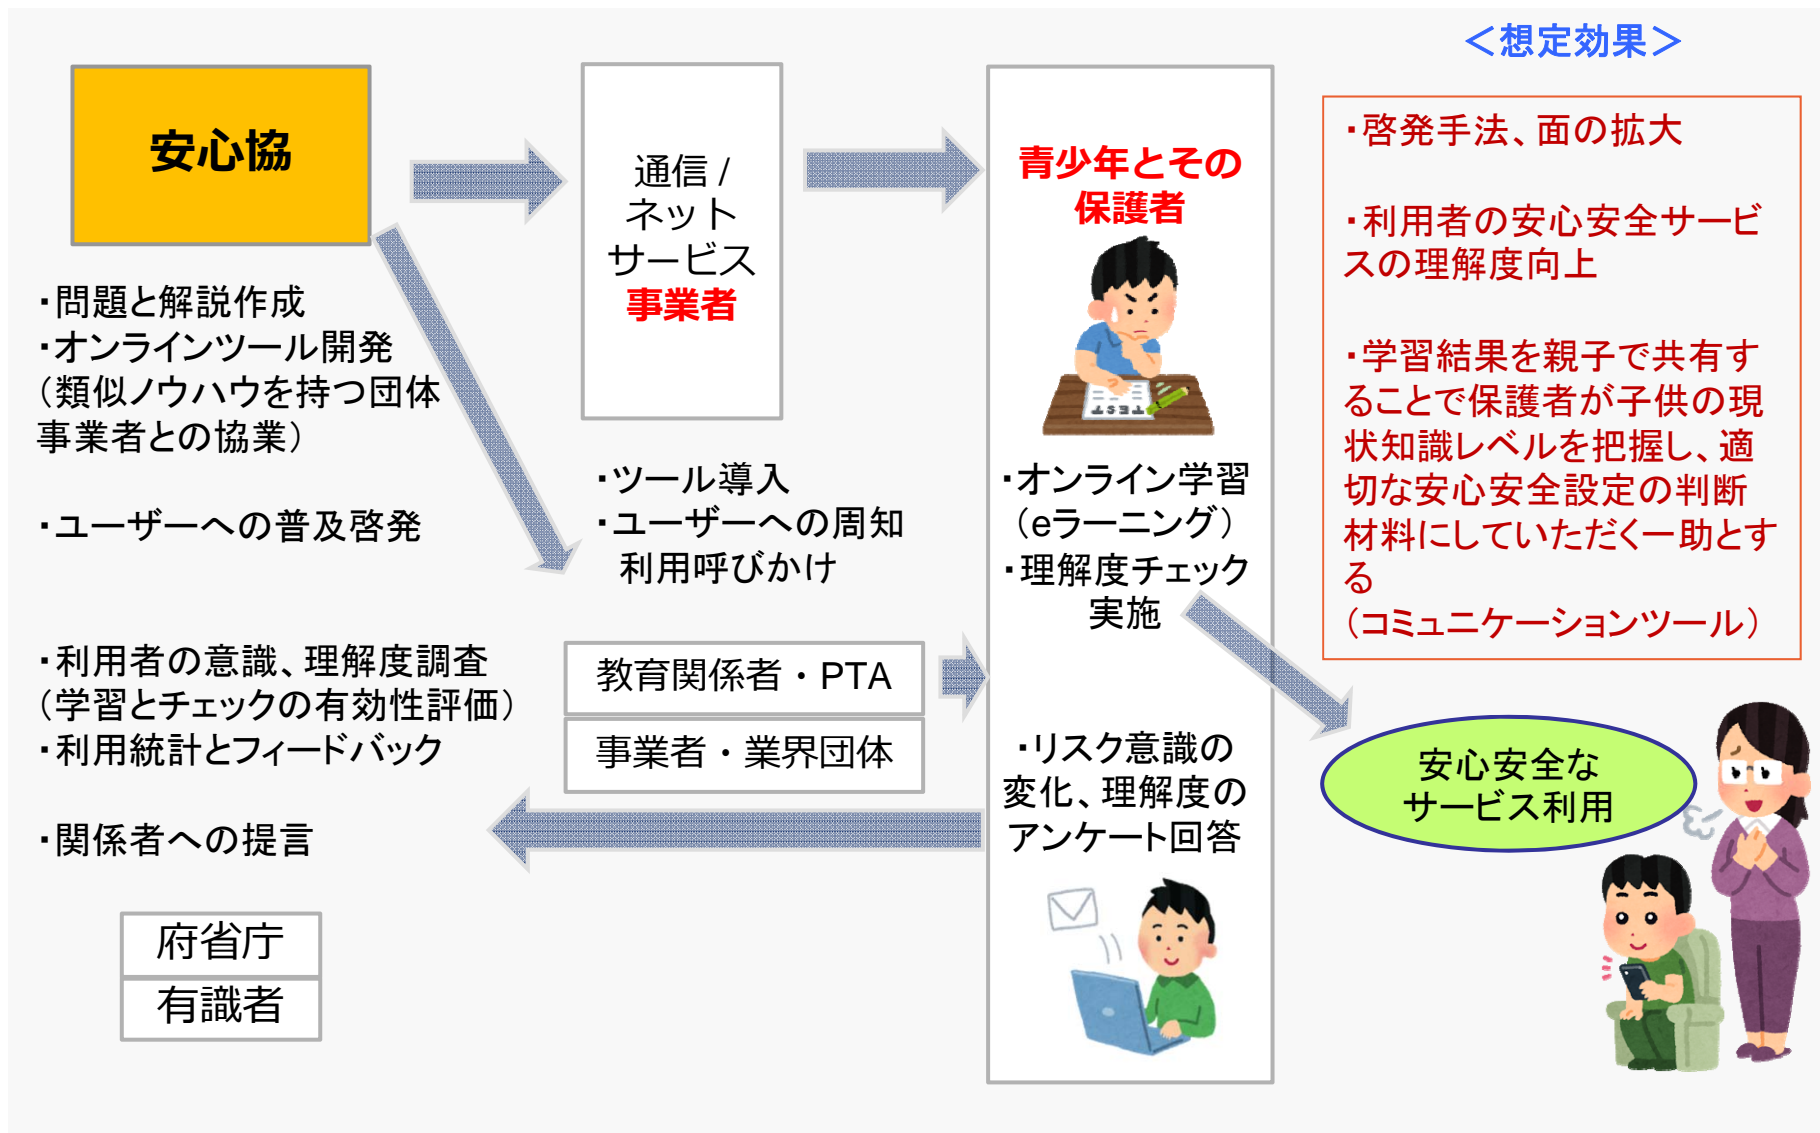 安心協
・問題と解説作成
・オンラインツール開発
（類似ノウハウを持つ団体
事業者との協業）
・ユーザーへの普及啓発
・利用者の意識、理解度調査
（学習とチェックの有効性評価）
・利用統計とフィードバック
・関係者への提言
府省庁
有識者
通信/
ネット
サービス
事業者
・ツール導入
・ユーザーへの周知
利用呼びかけ
教育関係者・PTA
事業者・業界団体
青少年とその
保護者
TEST
・オンライン学習
（eラーニング）
・理解度チェック
実施
・リスク意識の
変化、理解度の
アンケート回答
＜想定効果＞
・啓発手法、面の拡大
・利用者の安心安全サービ
スの理解度向上
・学習結果を親子で共有す
ることで保護者が子供の現
状知識レベルを把握し、適
切な安心安全設定の判断
材料にしていただく一助とす
る
（コミュニケーションツール）
安心安全な
サービス利用